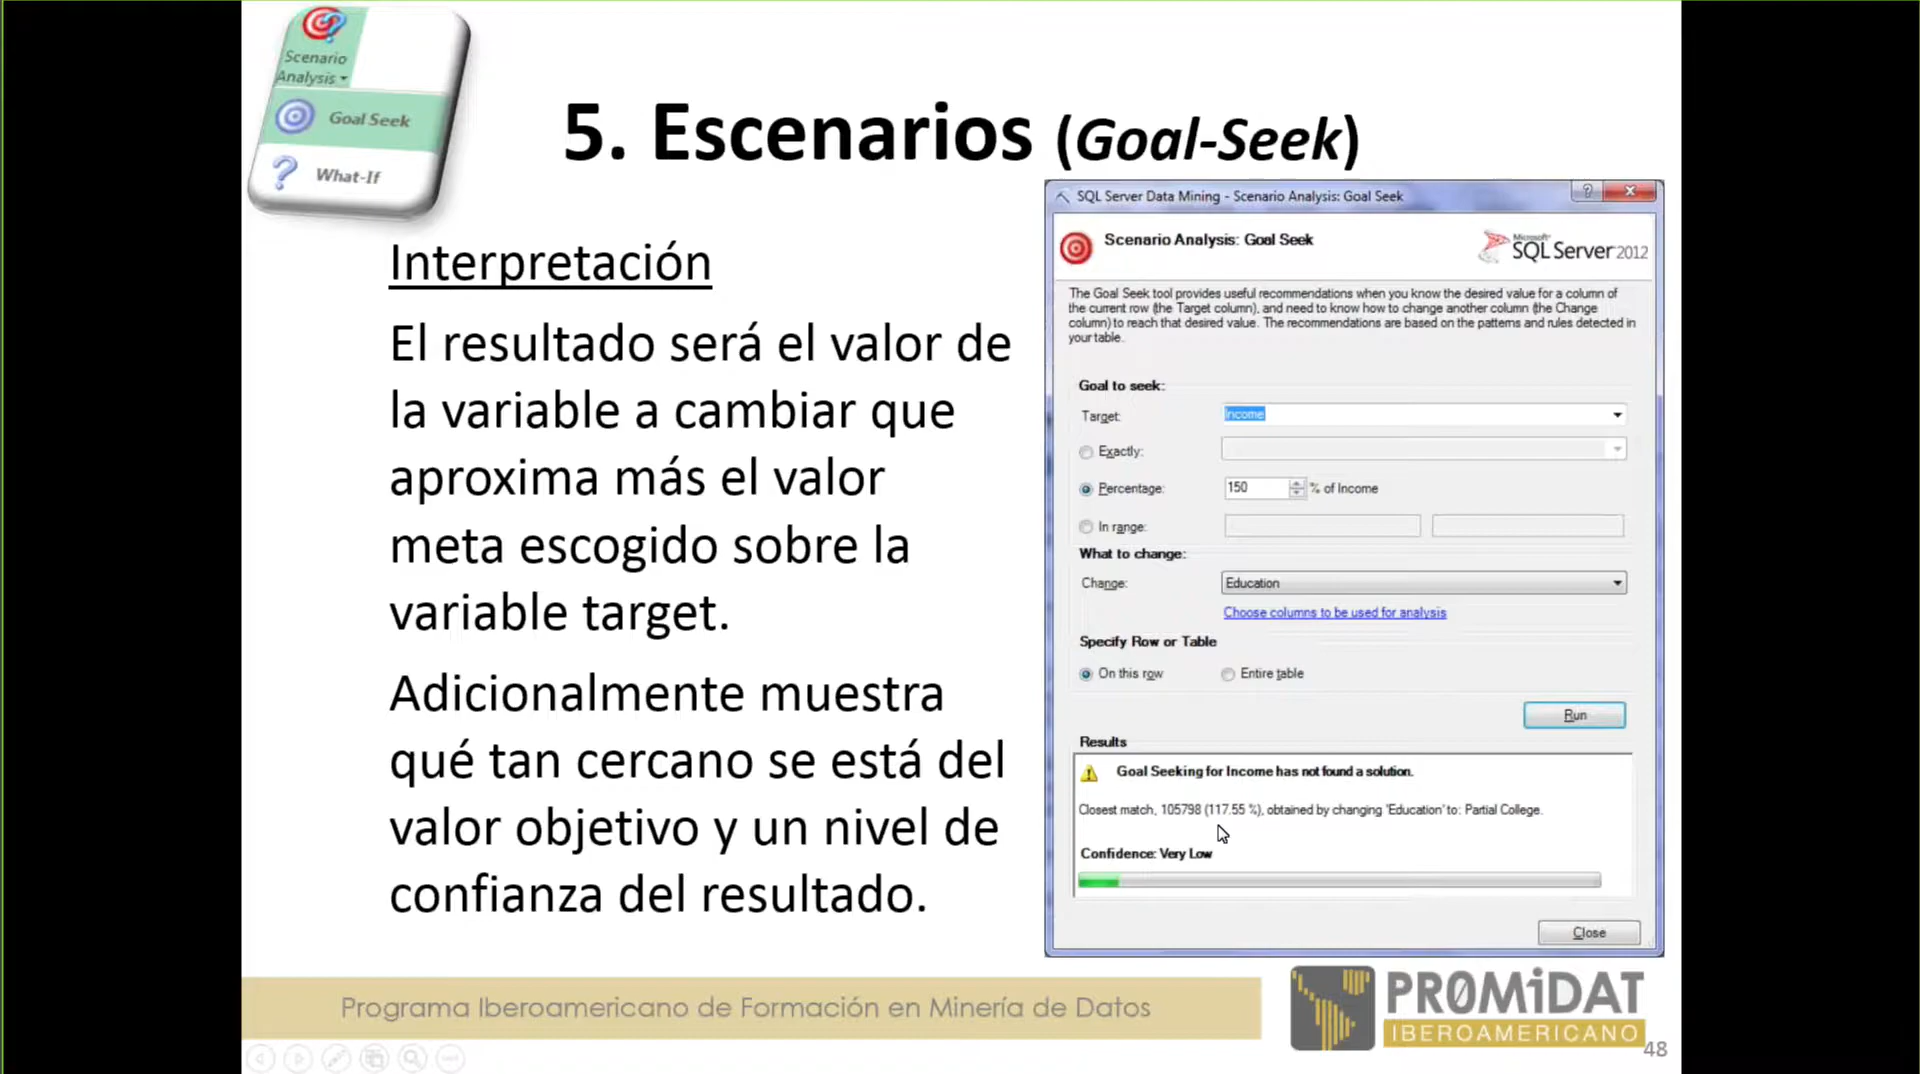 Scenario
Analysis
Goal Seek
What-If
5. Escenarios (Goal-Seek)
Interpretación
El resultado será el valor de
la variable a cambiar que
aproxima más el valor
meta escogido sobre la
variable target.
Adicionalmente muestra
qué tan cercano se está del
valor objetivo y un nivel de
confianza del resultado.
SQL Server Data Mining - Scenario Analysis: Goal Seek
Scenario Analysis: Goal Seek
Microsoft
SQL Server 2012
The Goal Seek tool provides useful recommendations when you know the desired value for a column of
the current row (the Target column), and need to know how to change another column (the Change
column) to reach that desired value. The recommendations are based on the patterns and rules detected in
your table.
Goal to seek:
Target: Income
Exactly:
Percentage: 150 % of Income
In range:
What to change:
Change: Education
Choose columns to be used for analysis
Specify Row or Table
On this row Entire table
Run
Results
Goal Seeking for Income has not found a solution.
Closest match, 105798 (117.55 %), obtained by changing 'Education' to: Partial College.
Confidence: Very Low
Close
Programa Iberoamericano de Formación en Minería de Datos
PR0MiDAT
IBEROAMERICANO
48